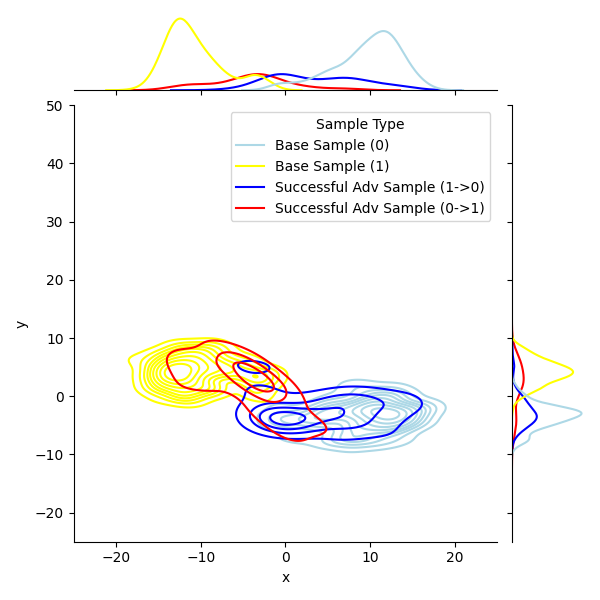 50
40
30
20
10
0
−10
−20
y
−20 −10 0 10 20
x
Sample Type
Base Sample (0)
Base Sample (1)
Successful Adv Sample (1->0)
Successful Adv Sample (0->1)